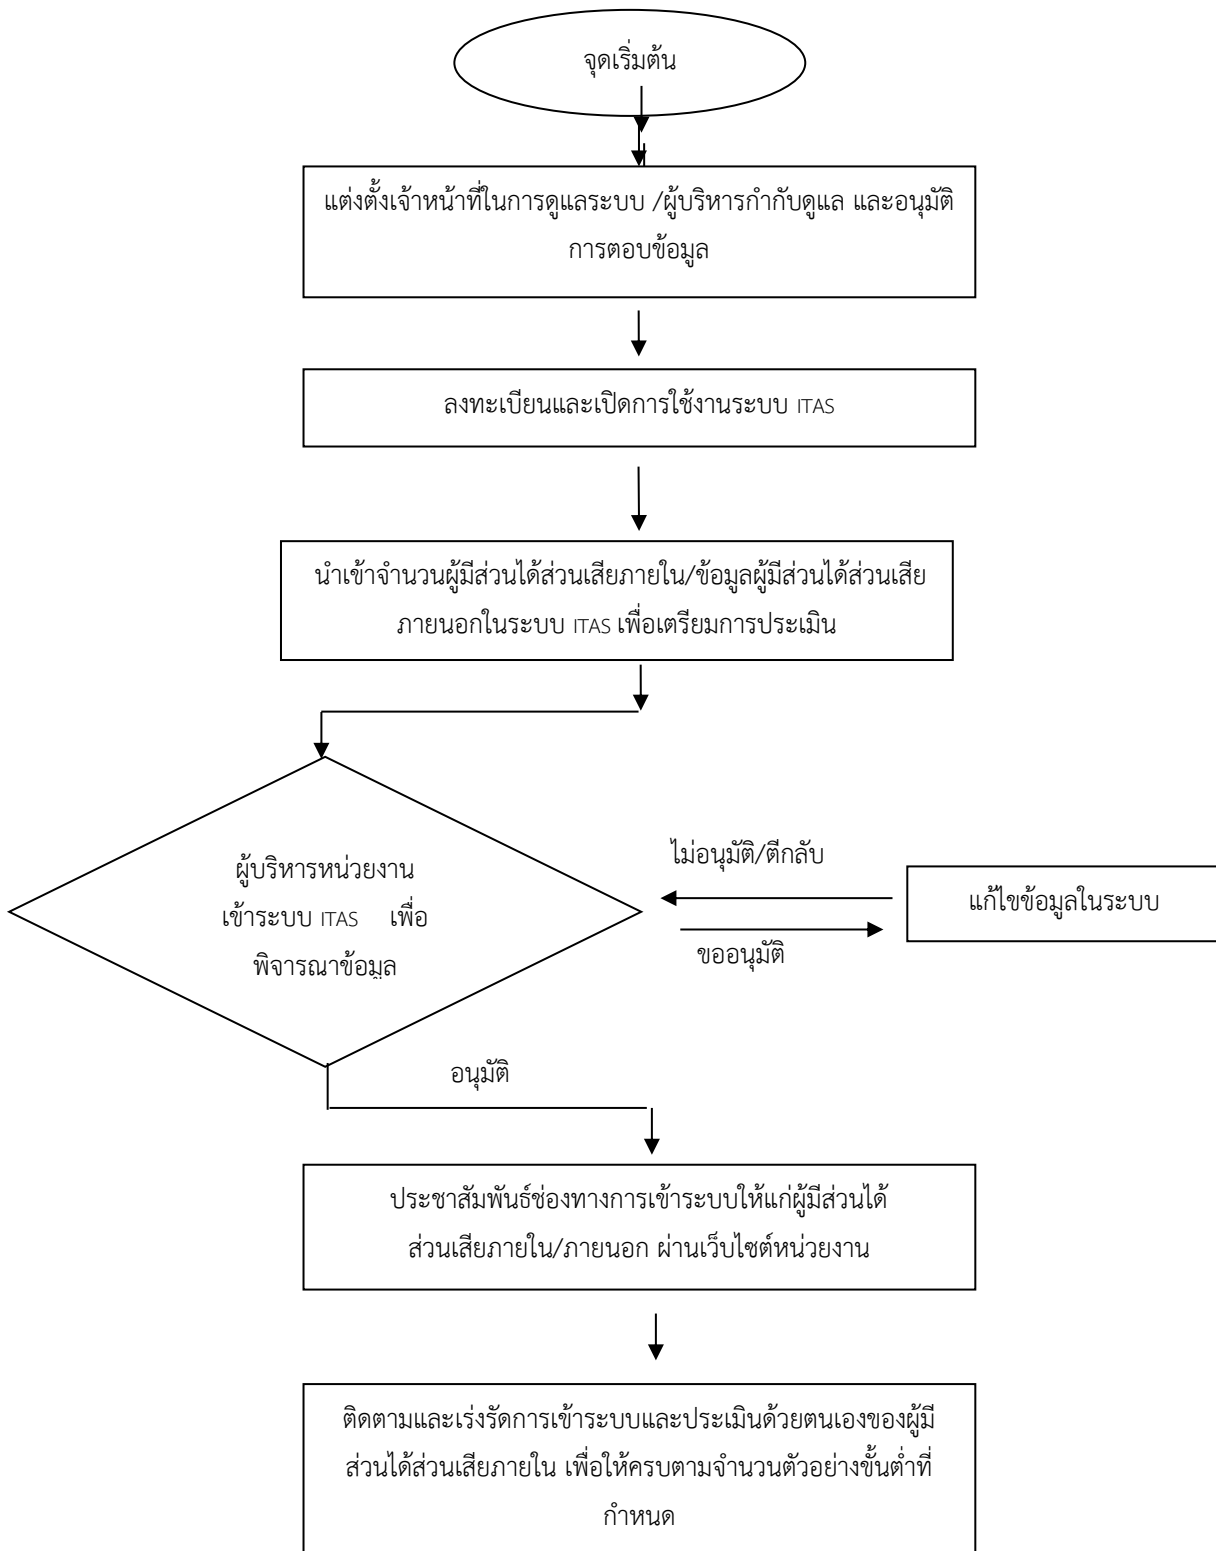 จุดเริ่มต้น
แต่งตั้งเจ้าหน้าที่ในการดูแลระบบ /ผู้บริหารกำกับดูแล และอนุมัติ
การตอบข้อมูล
ลงทะเบียนและเปิดการใช้งานระบบ ITAS
นำเข้าจำนวนผู้มีส่วนได้ส่วนเสียภายใน/ข้อมูลผู้มีส่วนได้ส่วนเสีย
ภายนอกในระบบ ITAS เพื่อเตรียมการประเมิน
ผู้บริหารหน่วยงาน
เข้าระบบ ITAS เพื่อ
พิจารณาข้อมูล
ไม่อนุมัติ/ตีกลับ
ขออนุมัติ
แก้ไขข้อมูลในระบบ
อนุมัติ
ประชาสัมพันธ์ช่องทางการเข้าระบบให้แก่ผู้มีส่วนได้
ส่วนเสียภายใน/ภายนอก ผ่านเว็บไซต์หน่วยงาน
ติดตามและเร่งรัดการเข้าระบบและประเมินด้วยตนเองของผู้มี
ส่วนได้ส่วนเสียภายใน เพื่อให้ครบตามจำนวนตัวอย่างขั้นต่ำที่
กำหนด